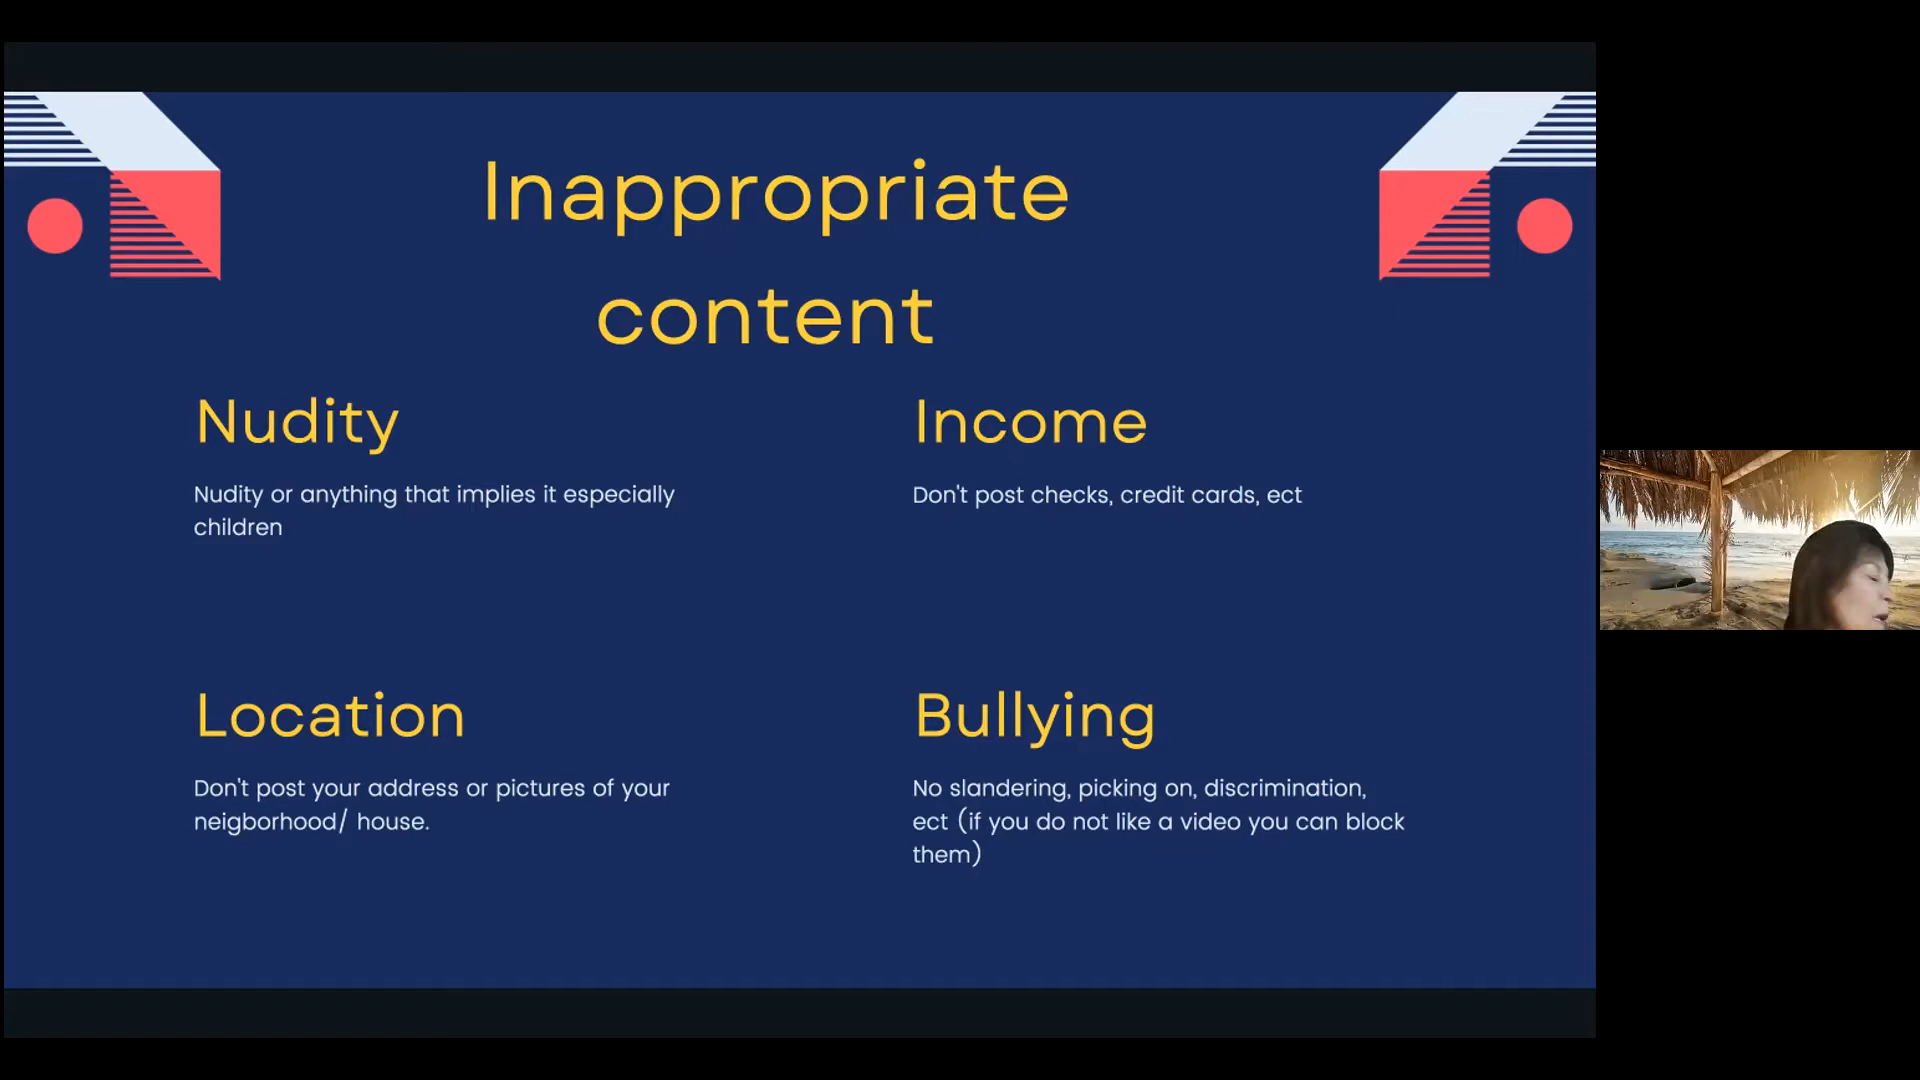 Inappropriate
content
Nudity
Nudity or anything that implies it especially
children
Income
Don't post checks, credit cards, ect
Location
Don't post your address or pictures of your
neigborhood/ house.
Bullying
No slandering, picking on, discrimination,
ect (if you do not like a video you can block
them)